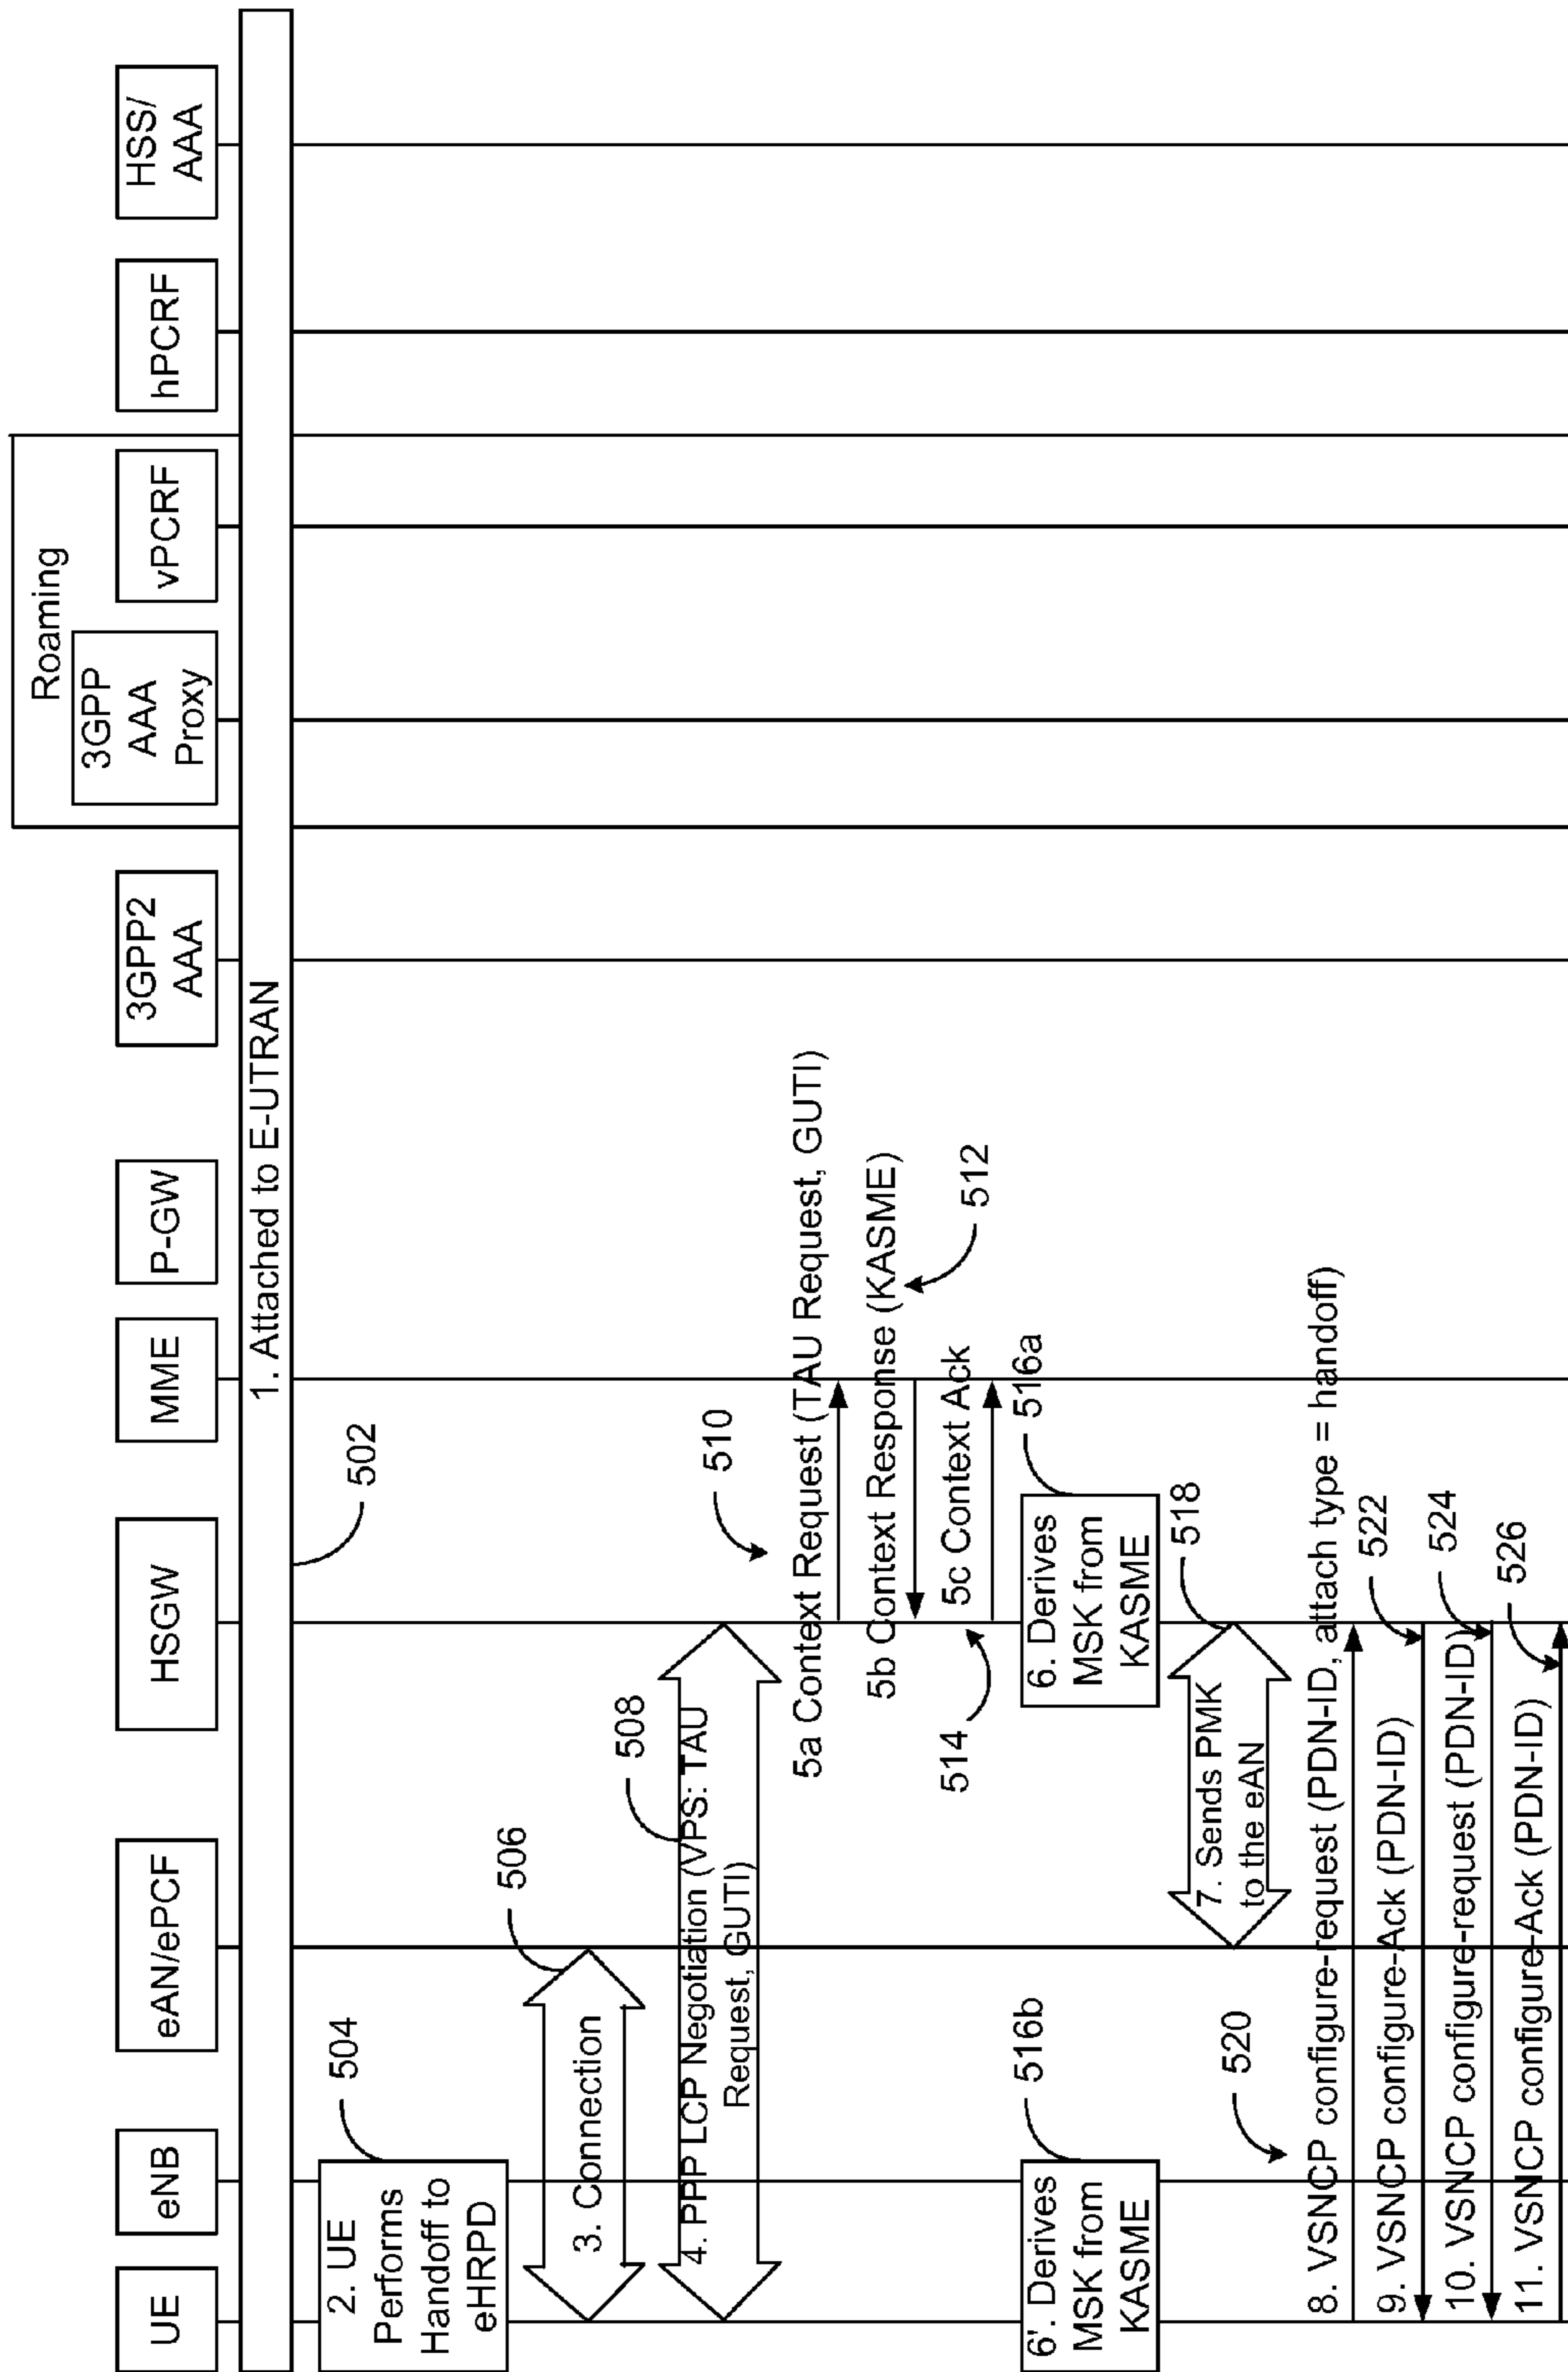 Roaming
UE
eNB
eAN/ePCF
HSGW
MME
P-GW
3GPP2
AAA
3GPP
AAA
Proxy
vPCRF
hPCRF
HSS/
AAA
1. Attached to E-UTRAN
502
2. UE
Performs
Handoff to
eHRPD
504
3. Connection
506
4. PPP LCP Negotiation (VPS: TAU
Request, GUTI)
508
510
5a Context Request (TAU Request, GUTI)
5b Context Response (KASME)
512
5c Context Ack
514
6'. Derives
MSK from
KASME
516b
6. Derives
MSK from
KASME
516a
7. Sends PMK
to the eAN
518
520
8. VSNCP configure-request (PDN-ID, attach type = handoff)
9. VSNCP configure-Ack (PDN-ID)
522
10. VSNCP configure-request (PDN-ID)
524
11. VSNCP configure-Ack (PDN-ID)
526